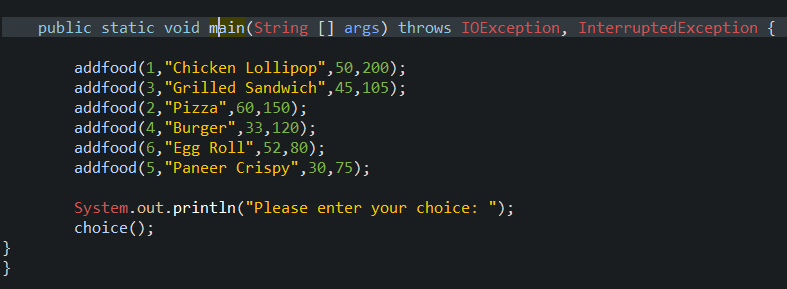 public static void main(String [] args) throws IOException, InterruptedException {
addfood(1,"Chicken Lollipop",50,200);
addfood(3,"Grilled Sandwich",45,105);
addfood(2,"Pizza",60,150);
addfood(4,"Burger",33,120);
addfood(6,"Egg Roll",52,80);
addfood(5,"Paneer Crispy",30,75);
System.out.println("Please enter your choice: ");
choice();
}
}